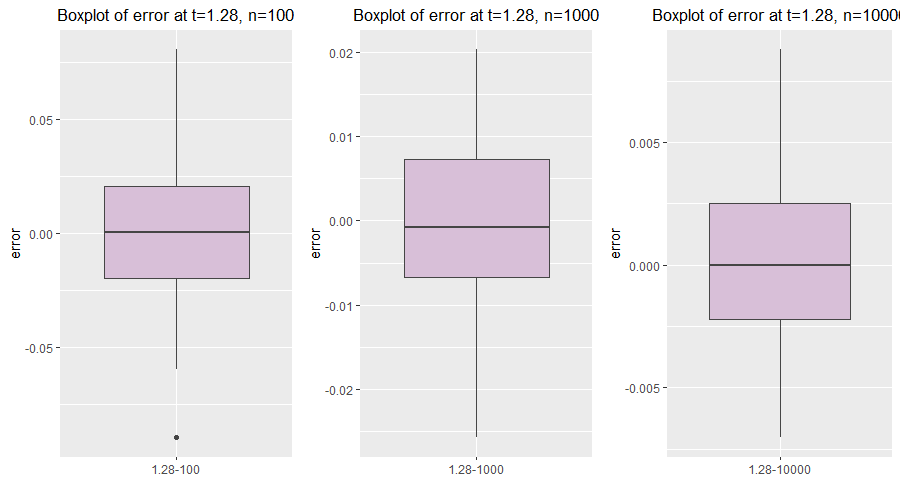 Boxplot of error at t=1.28, n=100
error
0.05
0.00
-0.05
1.28-100
Boxplot of error at t=1.28, n=1000
error
0.02
0.01
0.00
-0.01
-0.02
1.28-1000
Boxplot of error at t=1.28, n=10000
error
0.005
0.000
-0.005
1.28-10000